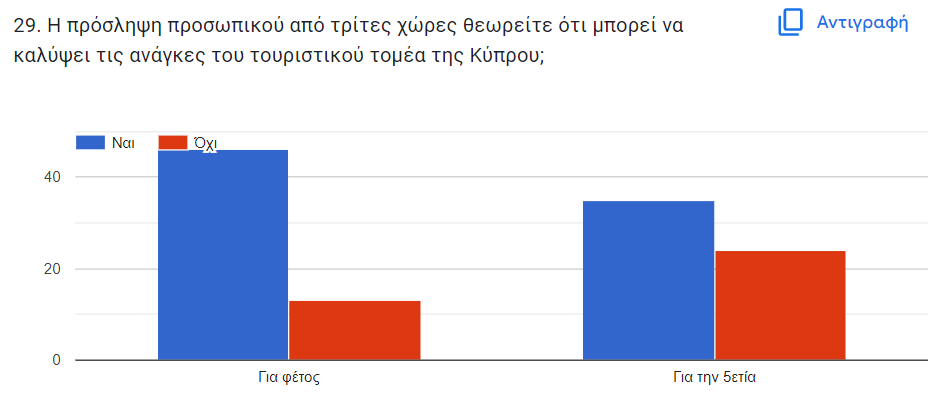 29. Η πρόσληψη προσωπικού από τρίτες χώρες θεωρείτε ότι μπορεί να
καλύψει τις ανάγκες του τουριστικού τομέα της Κύπρου;
Αντιγραφή
Ναι
Όχι
40
20
0
Για φέτος
Για την 5ετία